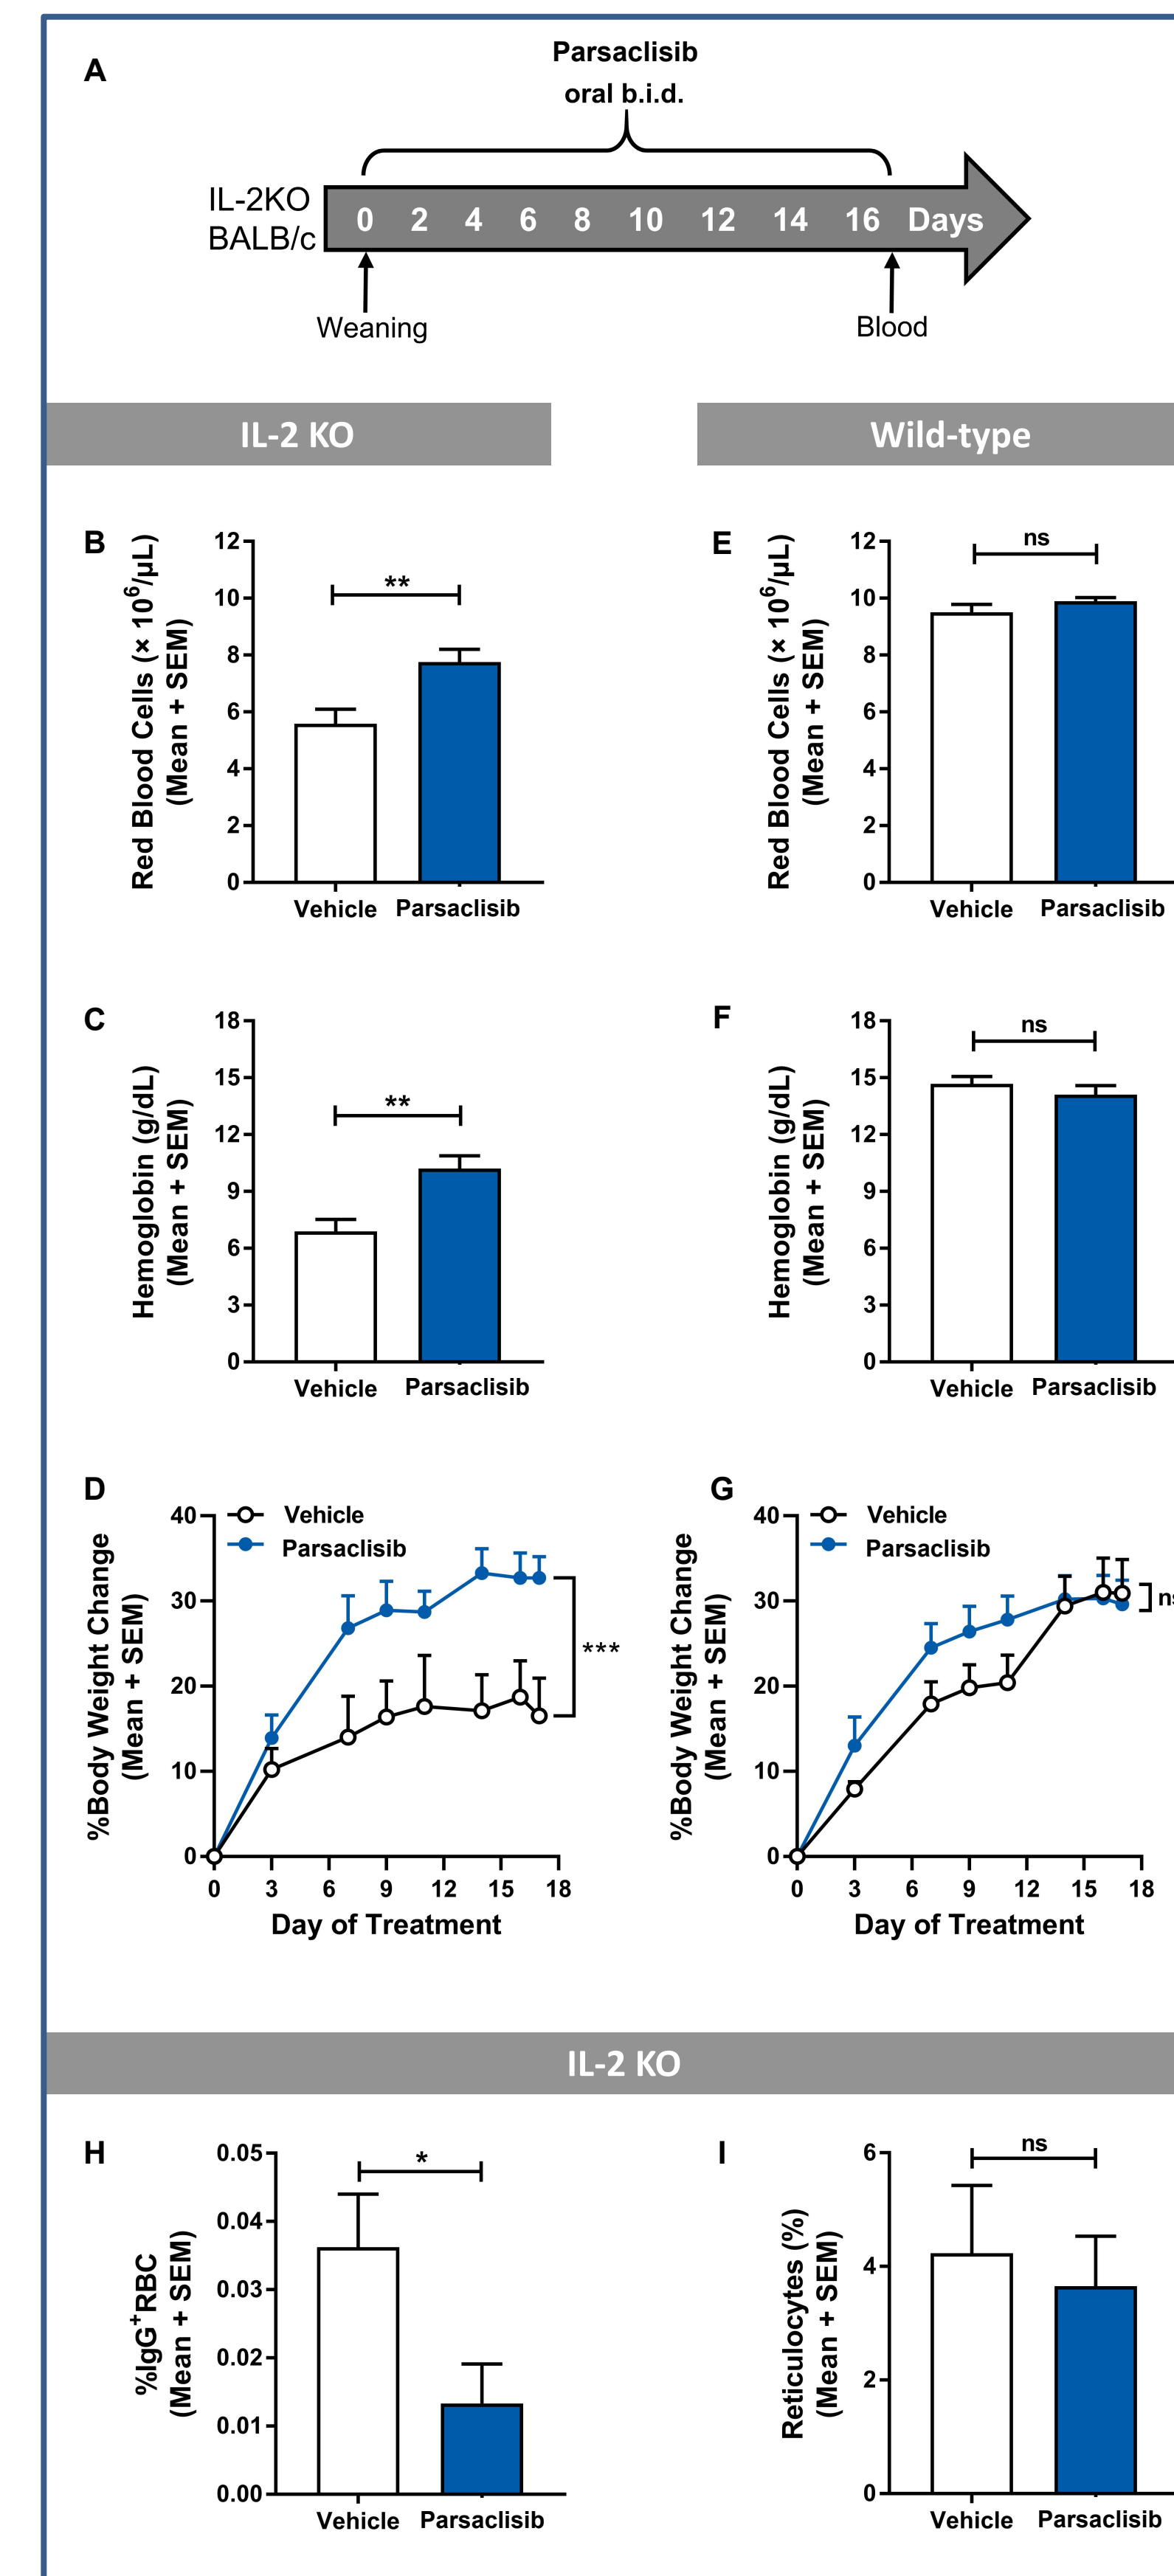 A
Parsaclisib
oral b.i.d.
IL-2KO
BALB/c
0 2 4 6 8 10 12 14 16 Days
Weaning
Blood
IL-2 KO
Wild-type
B
Red Blood Cells (× 10⁶/µL)
(Mean + SEM)
12
10
8
6
4
2
0
**
Vehicle
Parsaclisib
E
Red Blood Cells (× 10⁶/µL)
(Mean + SEM)
12
10
8
6
4
2
0
ns
Vehicle
Parsaclisib
C
Hemoglobin (g/dL)
(Mean + SEM)
18
15
12
9
6
3
0
**
Vehicle
Parsaclisib
F
Hemoglobin (g/dL)
(Mean + SEM)
18
15
12
9
6
3
0
ns
Vehicle
Parsaclisib
D
%Body Weight Change
(Mean + SEM)
40
30
20
10
0
Vehicle
Parsaclisib
***
0 3 6 9 12 15 18
Day of Treatment
G
%Body Weight Change
(Mean + SEM)
40
30
20
10
0
Vehicle
Parsaclisib
ns
0 3 6 9 12 15 18
Day of Treatment
IL-2 KO
H
%IgG⁺RBC
(Mean + SEM)
0.05
0.04
0.03
0.02
0.01
0.00
*
Vehicle
Parsaclisib
I
Reticulocytes (%)
(Mean + SEM)
6
4
2
0
ns
Vehicle
Parsaclisib